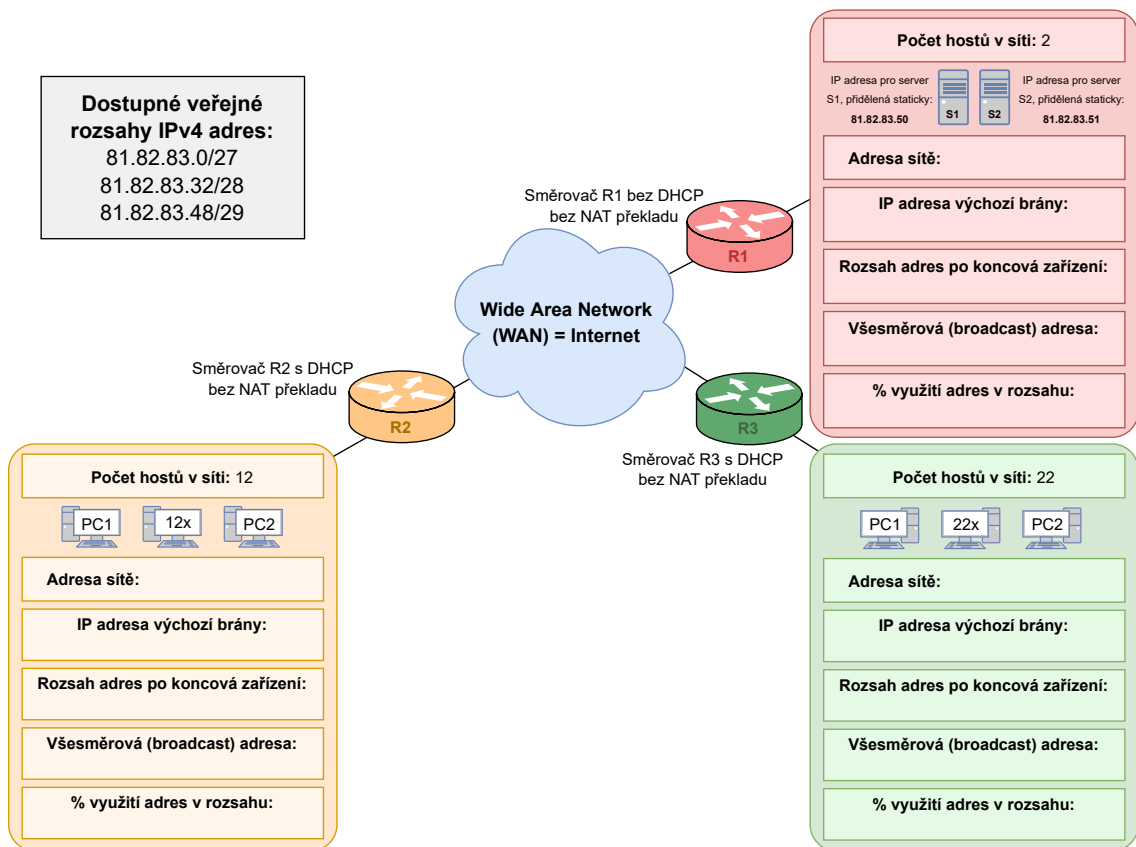 Dostupné veřejné
rozsahy IPv4 adres:
81.82.83.0/27
81.82.83.32/28
81.82.83.48/29
Počet hostů v síti: 2
IP adresa pro server
S1, přidělená staticky:
81.82.83.50
S1
S2
IP adresa pro server
S2, přidělená staticky:
81.82.83.51
Adresa sítě:
IP adresa výchozí brány:
Rozsah adres po koncová zařízení:
Všesměrová (broadcast) adresa:
% využití adres v rozsahu:
Směrovač R1 bez DHCP
bez NAT překladu
R1
Wide Area Network
(WAN) = Internet
Směrovač R2 s DHCP
bez NAT překladu
R2
R3
Směrovač R3 s DHCP
bez NAT překladu
Počet hostů v síti: 12
PC1
12x
PC2
Adresa sítě:
IP adresa výchozí brány:
Rozsah adres po koncová zařízení:
Všesměrová (broadcast) adresa:
% využití adres v rozsahu:
Počet hostů v síti: 22
PC1
22x
PC2
Adresa sítě:
IP adresa výchozí brány:
Rozsah adres po koncová zařízení:
Všesměrová (broadcast) adresa:
% využití adres v rozsahu: